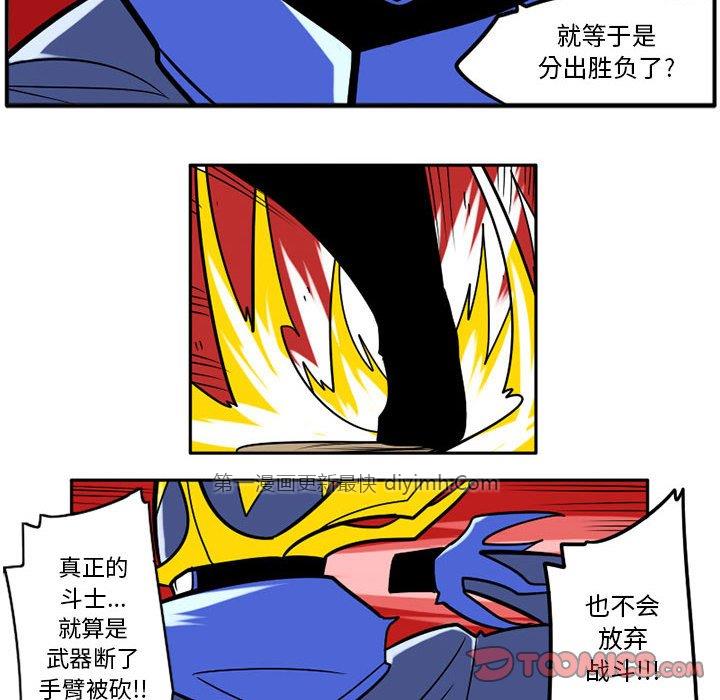 就等于是
分出胜负了?
第一漫画更新最快 diyimh.Com
真正的
斗士...
就算是
武器断了
手臂被砍!!
也不会
放弃
战斗!!!
TOOMICS.COM